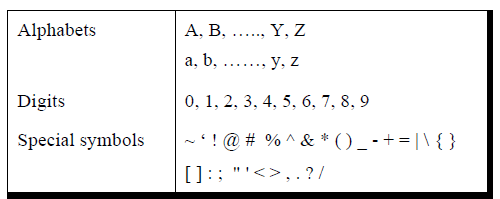 Alphabets A, B, ….., Y, Z
a, b, ……, y, z
Digits 0, 1, 2, 3, 4, 5, 6, 7, 8, 9
Special symbols ~ ‘ ! @ # % ^ & * ( ) _ - + = | \ { }
[ ] : ; " ' < > , . ? /